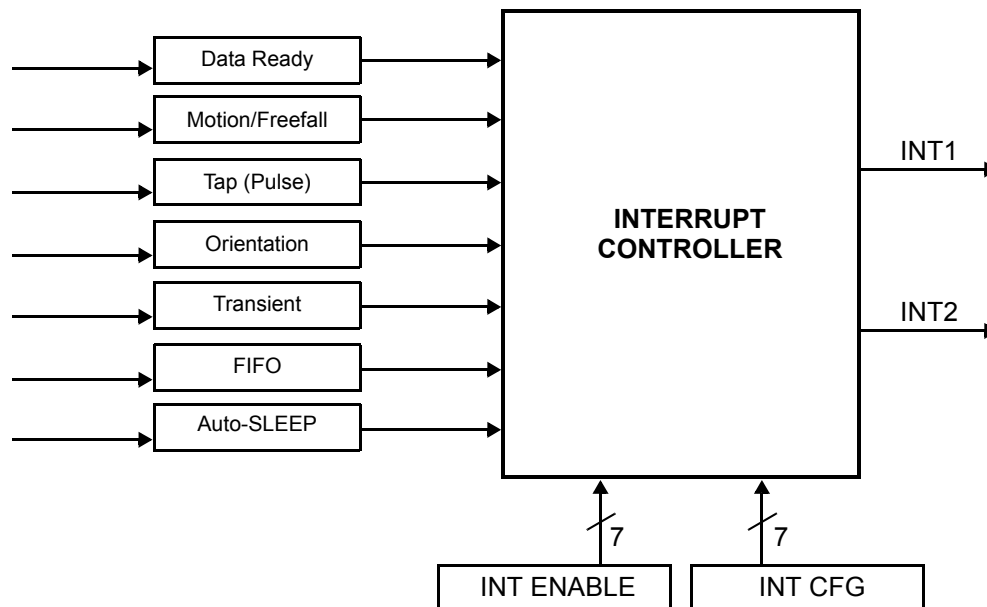 Data Ready
Motion/Freefall
Tap (Pulse)
Orientation
Transient
FIFO
Auto-SLEEP
INTERRUPT
CONTROLLER
INT1
INT2
7
7
INT ENABLE
INT CFG